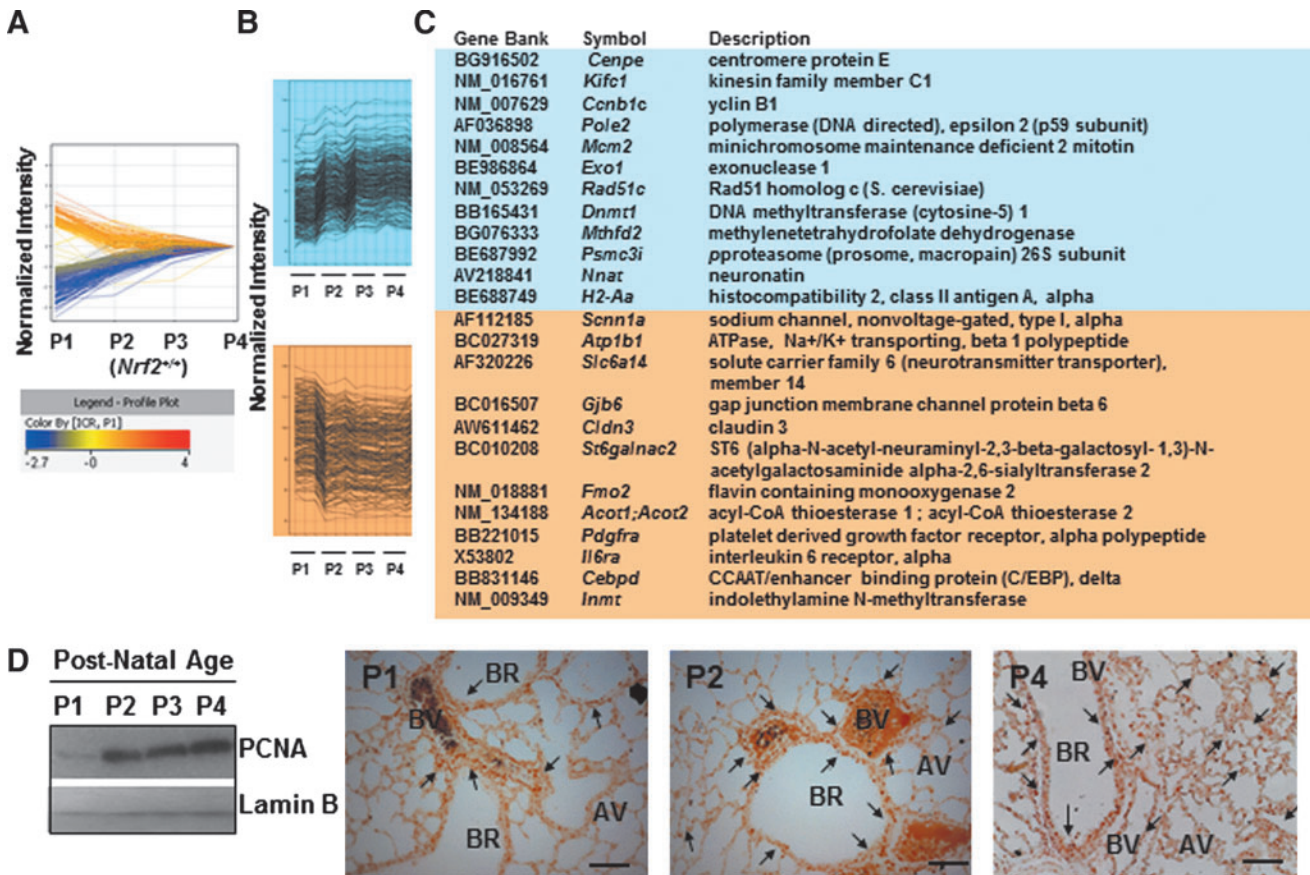 A
Normalized Intensity
P1 P2 P3 P4
(Nrf2+/+)
Legend - Profile Plot
Color By [ICR, P1]
-2.7 -0 4
B
Normalized Intensity
P1 P2 P3 P4
P1 P2 P3 P4
C
Gene Bank Symbol Description
BG916502 Cenpe centromere protein E
NM_016761 Kifc1 kinesin family member C1
NM_007629 Ccnb1c yclin B1
AF036898 Pole2 polymerase (DNA directed), epsilon 2 (p59 subunit)
NM_008564 Mcm2 minichromosome maintenance deficient 2 mitotin
BE986864 Exo1 exonuclease 1
NM_053269 Rad51c Rad51 homolog c (S. cerevisiae)
BB165431 Dnmt1 DNA methyltransferase (cytosine-5) 1
BG076333 Mthfd2 methylenetetrahydrofolate dehydrogenase
BE687992 Psmc3i pproteasome (prosome, macropain) 26S subunit
AV218841 Nnat neuronatin
BE688749 H2-Aa histocompatibility 2, class II antigen A, alpha
AF112185 Scnn1a sodium channel, nonvoltage-gated, type I, alpha
BC027319 Atp1b1 ATPase, Na+/K+ transporting, beta 1 polypeptide
AF320226 Slc6a14 solute carrier family 6 (neurotransmitter transporter),
member 14
BC016507 Gjb6 gap junction membrane channel protein beta 6
AW611462 Cldn3 claudin 3
BC010208 St6galnac2 ST6 (alpha-N-acetyl-neuraminyl-2,3-beta-galactosyl- 1,3)-N-
acetylgalactosaminide alpha-2,6-sialyltransferase 2
NM_018881 Fmo2 flavin containing monooxygenase 2
NM_134188 Acot1;Acot2 acyl-CoA thioesterase 1 ; acyl-CoA thioesterase 2
BB221015 Pdgfra platelet derived growth factor receptor, alpha polypeptide
X53802 Il6ra interleukin 6 receptor, alpha
BB831146 Cebpd CCAAT/enhancer binding protein (C/EBP), delta
NM_009349 Inmt indolethylamine N-methyltransferase
D
Post-Natal Age
P1 P2 P3 P4
PCNA
Lamin B
P1
BR
BV
AV
BR
P2
BV
AV
BR
P4
BV
BR
BV
AV